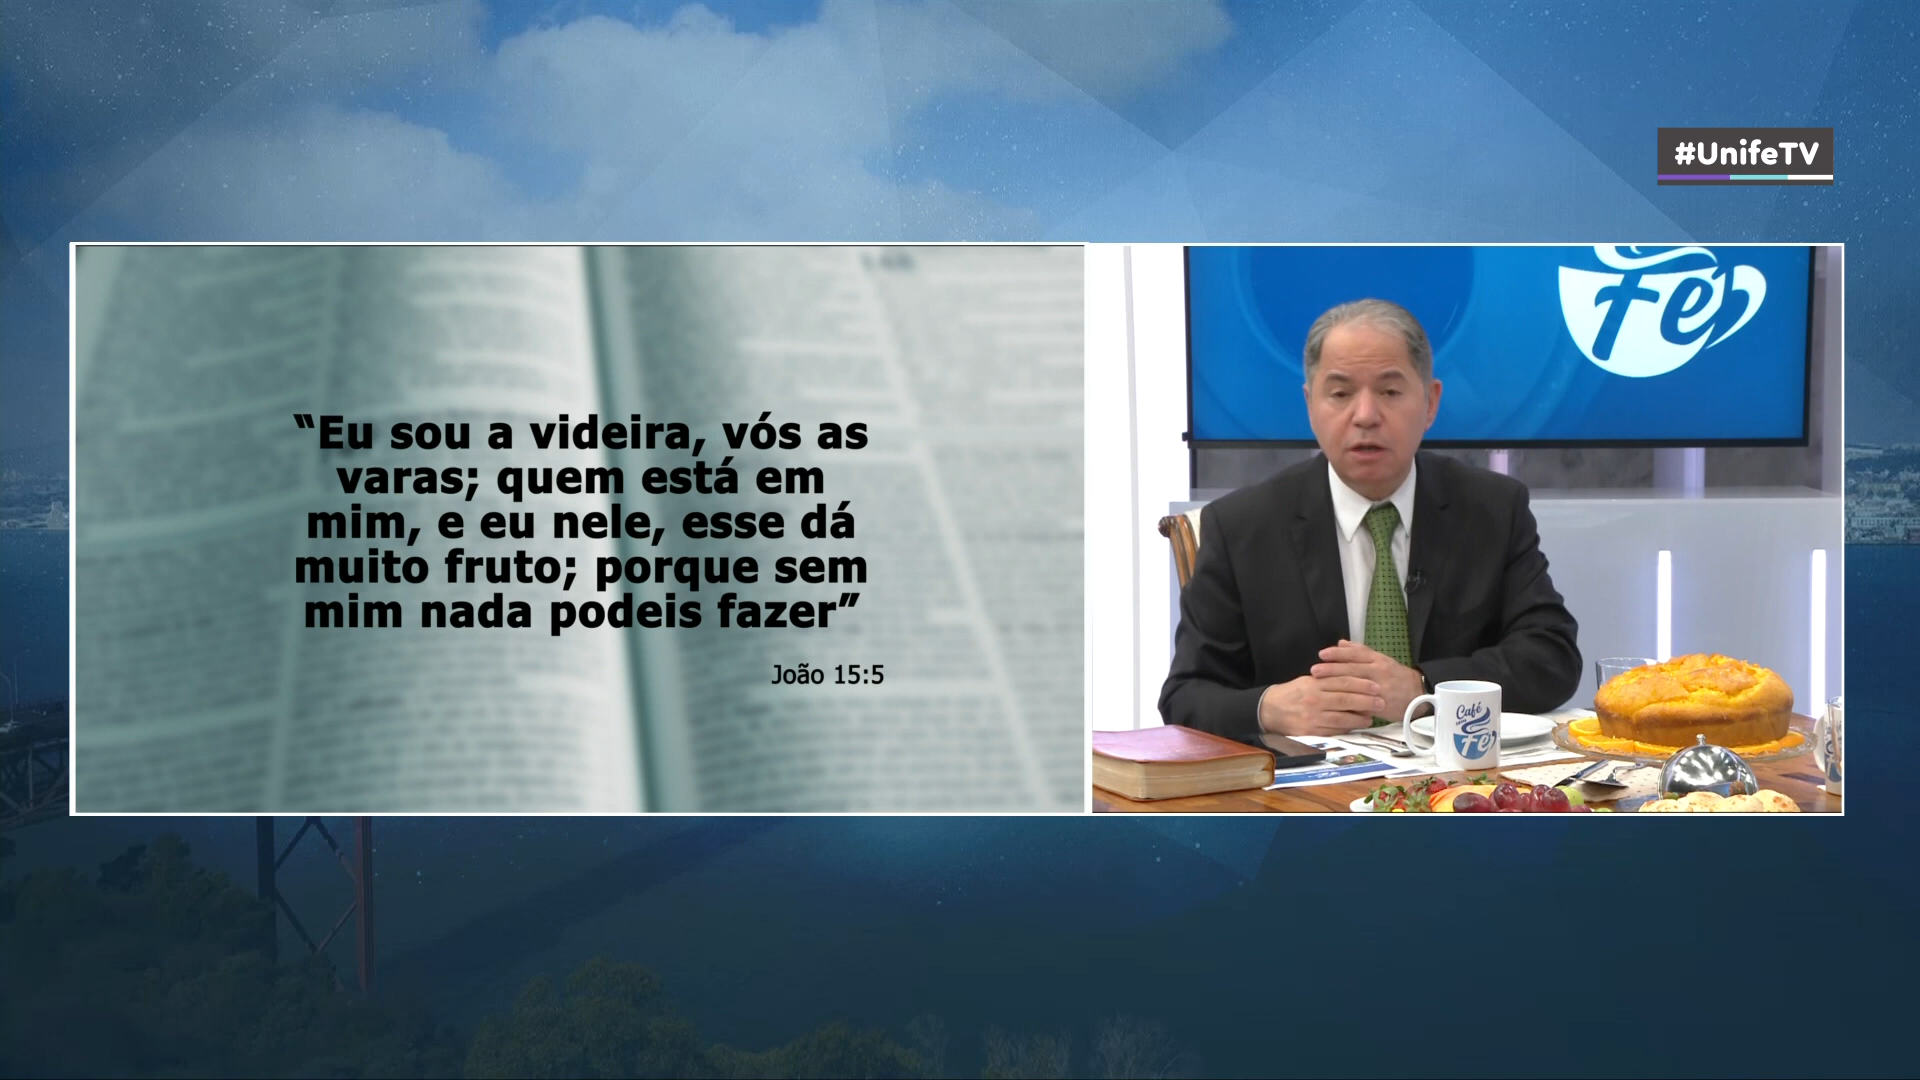 #UnifeTV
“Eu sou a videira, vós as
varas; quem está em
mim, e eu nele, esse dá
muito fruto; porque sem
mim nada podeis fazer”
João 15:5
Fé
Café
Fé